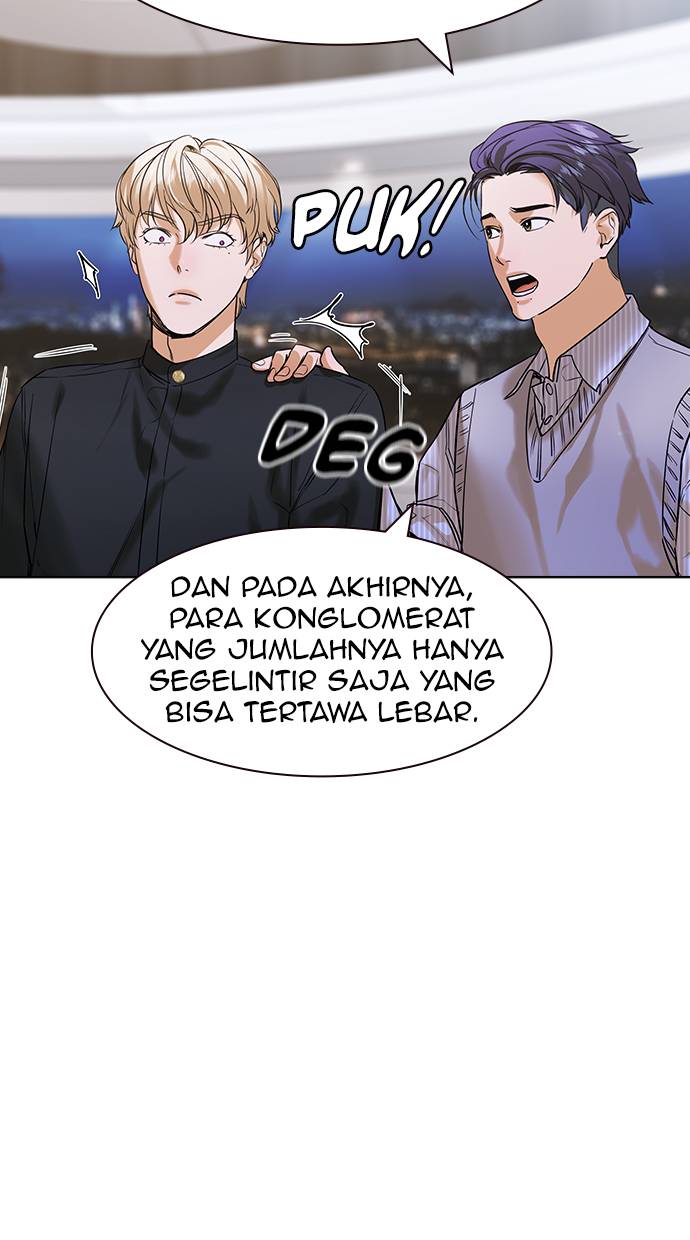 PUK!
DEG
DAN PADA AKHIRNYA,
PARA KONGLOMERAT
YANG JUMLAHNYA HANYA
SEGELINTIR SAJA YANG
BISA TERTAWA LEBAR.